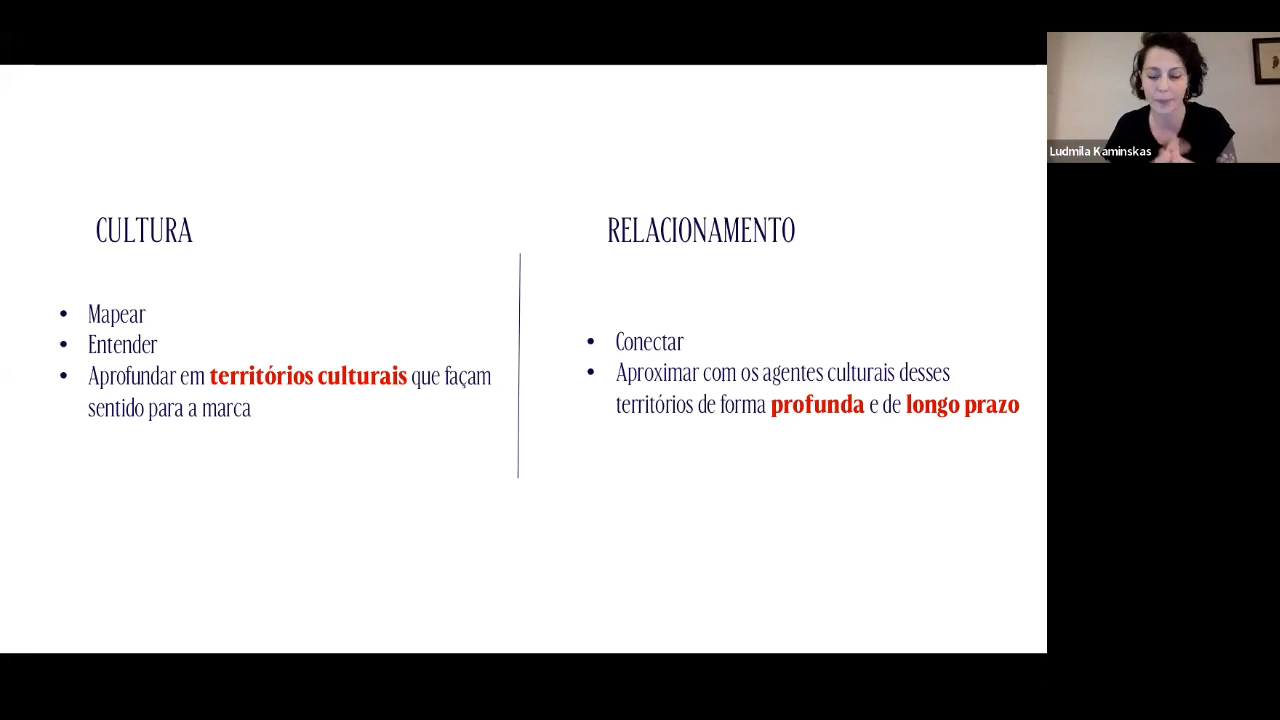 CULTURA
• Mapear
• Entender
• Aprofundar em territórios culturais que façam
sentido para a marca
RELACIONAMENTO
• Conectar
• Aproximar com os agentes culturais desses
territórios de forma profunda e de longo prazo
Ludmila Kaminskas